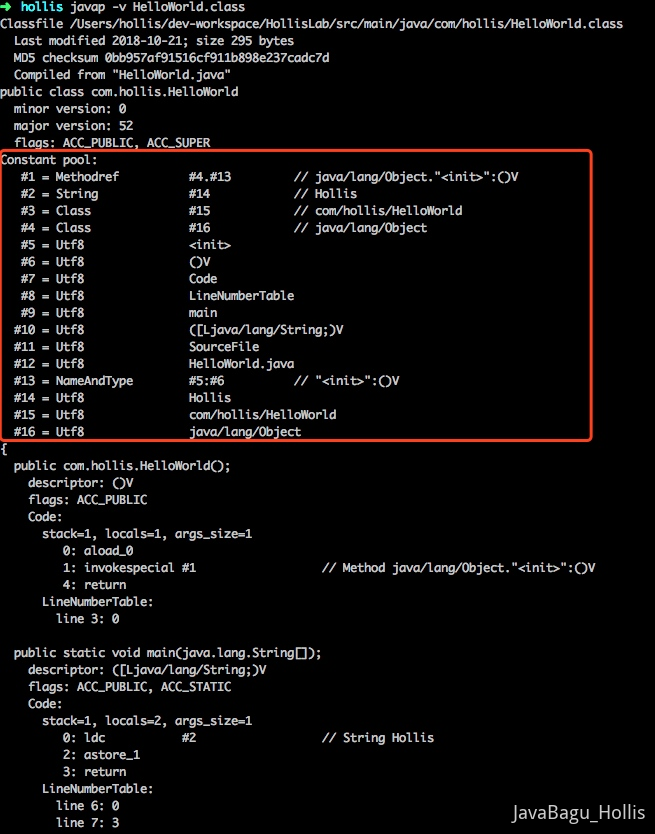 ➜ hollis javap -v HelloWorld.class
Classfile /Users/hollis/dev-workspace/HollisLab/src/main/java/com/hollis/HelloWorld.class
  Last modified 2018-10-21; size 295 bytes
  MD5 checksum 0bb957af91516cf911b898e237cadc7d
  Compiled from "HelloWorld.java"
public class com.hollis.HelloWorld
  minor version: 0
  major version: 52
  flags: ACC_PUBLIC, ACC_SUPER
Constant pool:
   #1 = Methodref          #4.#13         // java/lang/Object."<init>":()V
   #2 = String             #14            // Hollis
   #3 = Class              #15            // com/hollis/HelloWorld
   #4 = Class              #16            // java/lang/Object
   #5 = Utf8               <init>
   #6 = Utf8               ()V
   #7 = Utf8               Code
   #8 = Utf8               LineNumberTable
   #9 = Utf8               main
  #10 = Utf8               ([Ljava/lang/String;)V
  #11 = Utf8               SourceFile
  #12 = Utf8               HelloWorld.java
  #13 = NameAndType        #5:#6          // "<init>":()V
  #14 = Utf8               Hollis
  #15 = Utf8               com/hollis/HelloWorld
  #16 = Utf8               java/lang/Object
{
  public com.hollis.HelloWorld();
    descriptor: ()V
    flags: ACC_PUBLIC
    Code:
      stack=1, locals=1, args_size=1
         0: aload_0
         1: invokespecial #1                  // Method java/lang/Object."<init>":()V
         4: return
      LineNumberTable:
        line 3: 0

  public static void main(java.lang.String[]);
    descriptor: ([Ljava/lang/String;)V
    flags: ACC_PUBLIC, ACC_STATIC
    Code:
      stack=1, locals=2, args_size=1
         0: ldc           #2                  // String Hollis
         2: astore_1
         3: return
      LineNumberTable:
        line 6: 0
        line 7: 3
JavaBagu_Hollis